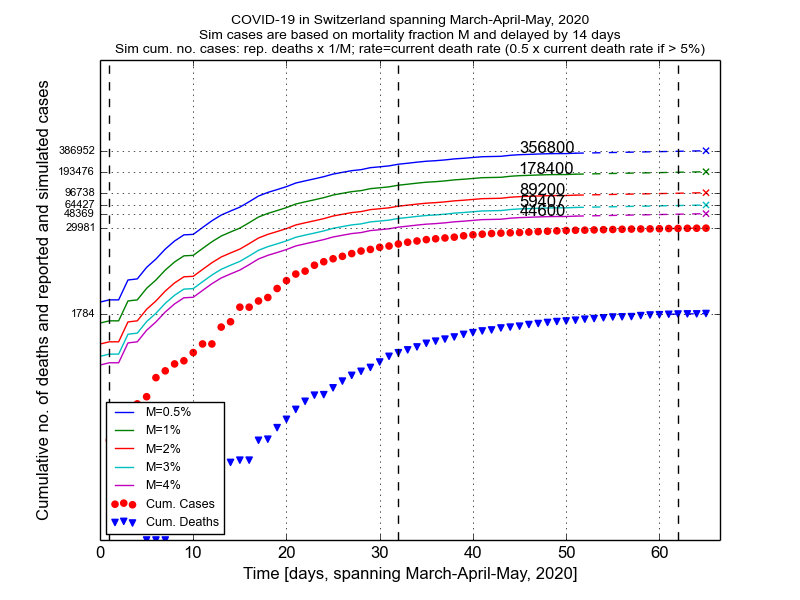 COVID-19 in Switzerland spanning March-April-May, 2020
Sim cases are based on mortality fraction M and delayed by 14 days
Sim cum. no. cases: rep. deaths x 1/M; rate=current death rate (0.5 x current death rate if > 5%)
Cumulative no. of deaths and reported and simulated cases
386952
193476
96738
64427
48369
29981
1784
356800
178400
89200
59407
44600
M=0.5%
M=1%
M=2%
M=3%
M=4%
Cum. Cases
Cum. Deaths
0 10 20 30 40 50 60
Time [days, spanning March-April-May, 2020]